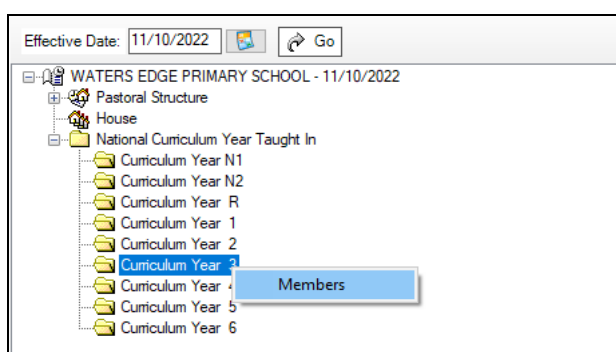 Effective Date: 11/10/2022 Go
WATERS EDGE PRIMARY SCHOOL - 11/10/2022
Pastoral Structure
House
National Curriculum Year Taught In
Curriculum Year N1
Curriculum Year N2
Curriculum Year R
Curriculum Year 1
Curriculum Year 2
Curriculum Year 3
Members
Curriculum Year 4
Curriculum Year 5
Curriculum Year 6